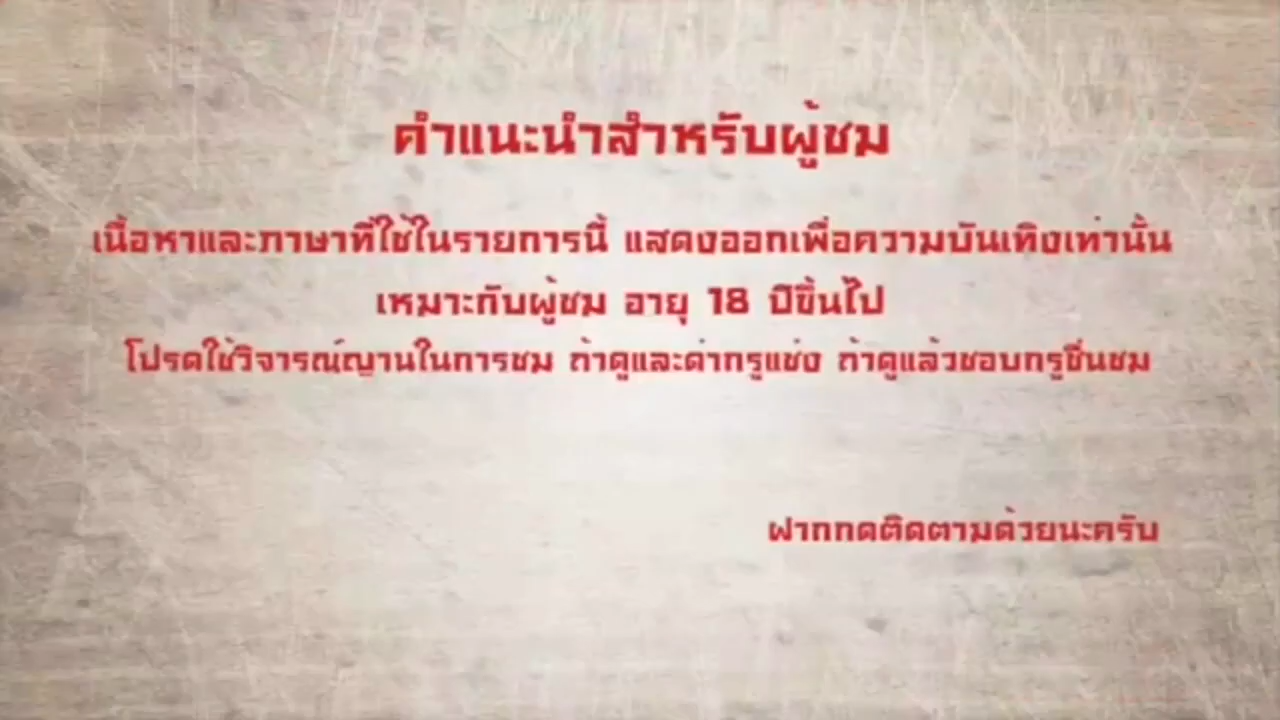 คำแนะนำสำหรับผู้ชม
เนื้อหาและภาษาที่ใช้ในรายการนี้ แสดงออกเพื่อความบันเทิงเท่านั้น
เหมาะกับผู้ชม อายุ 18 ปีขึ้นไป
โปรดใช้วิจารณ์ญานในการชม ถ้าดูและด่ากรูแช่ง ถ้าดูแล้วชอบกรูชื่นชม
ฝากกดติดตามด้วยนะครับ